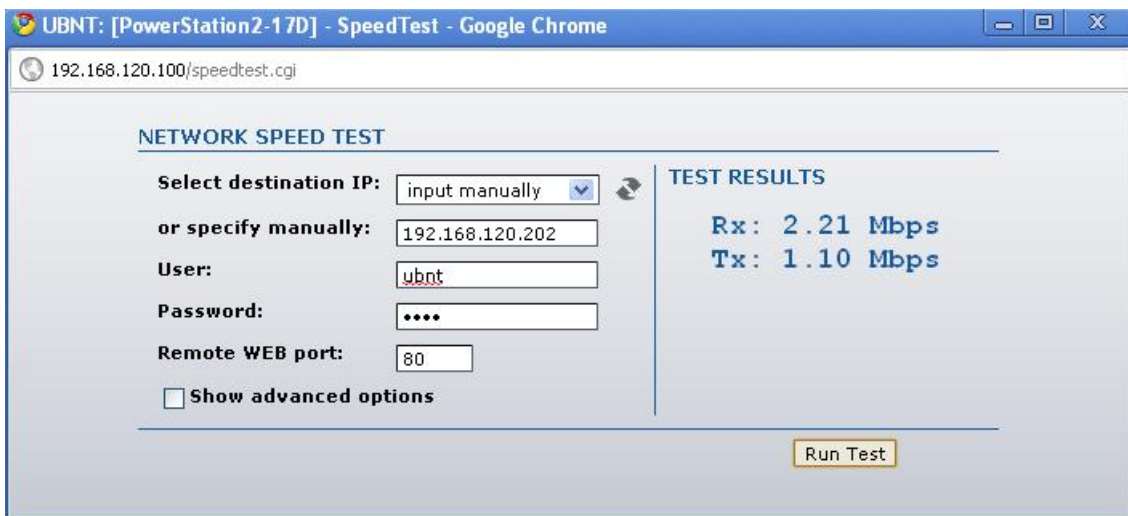 UBNT: [PowerStation2-17D] - SpeedTest - Google Chrome
192.168.120.100/speedtest.cgi
NETWORK SPEED TEST
Select destination IP: input manually
or specify manually: 192.168.120.202
User: ubnt
Password: ••••
Remote WEB port: 80
Show advanced options
TEST RESULTS
Rx: 2.21 Mbps
Tx: 1.10 Mbps
Run Test